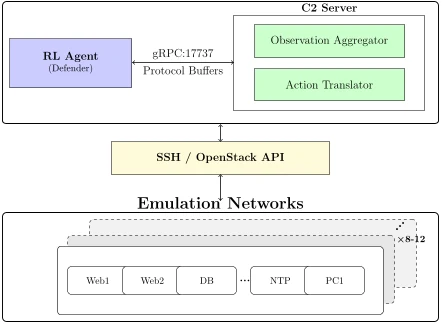 C2 Server
RL Agent
(Defender)
gRPC:17737
Protocol Buffers
Observation Aggregator
Action Translator
SSH / OpenStack API
Emulation Networks
×8-12
Web1 Web2 DB ... NTP PC1